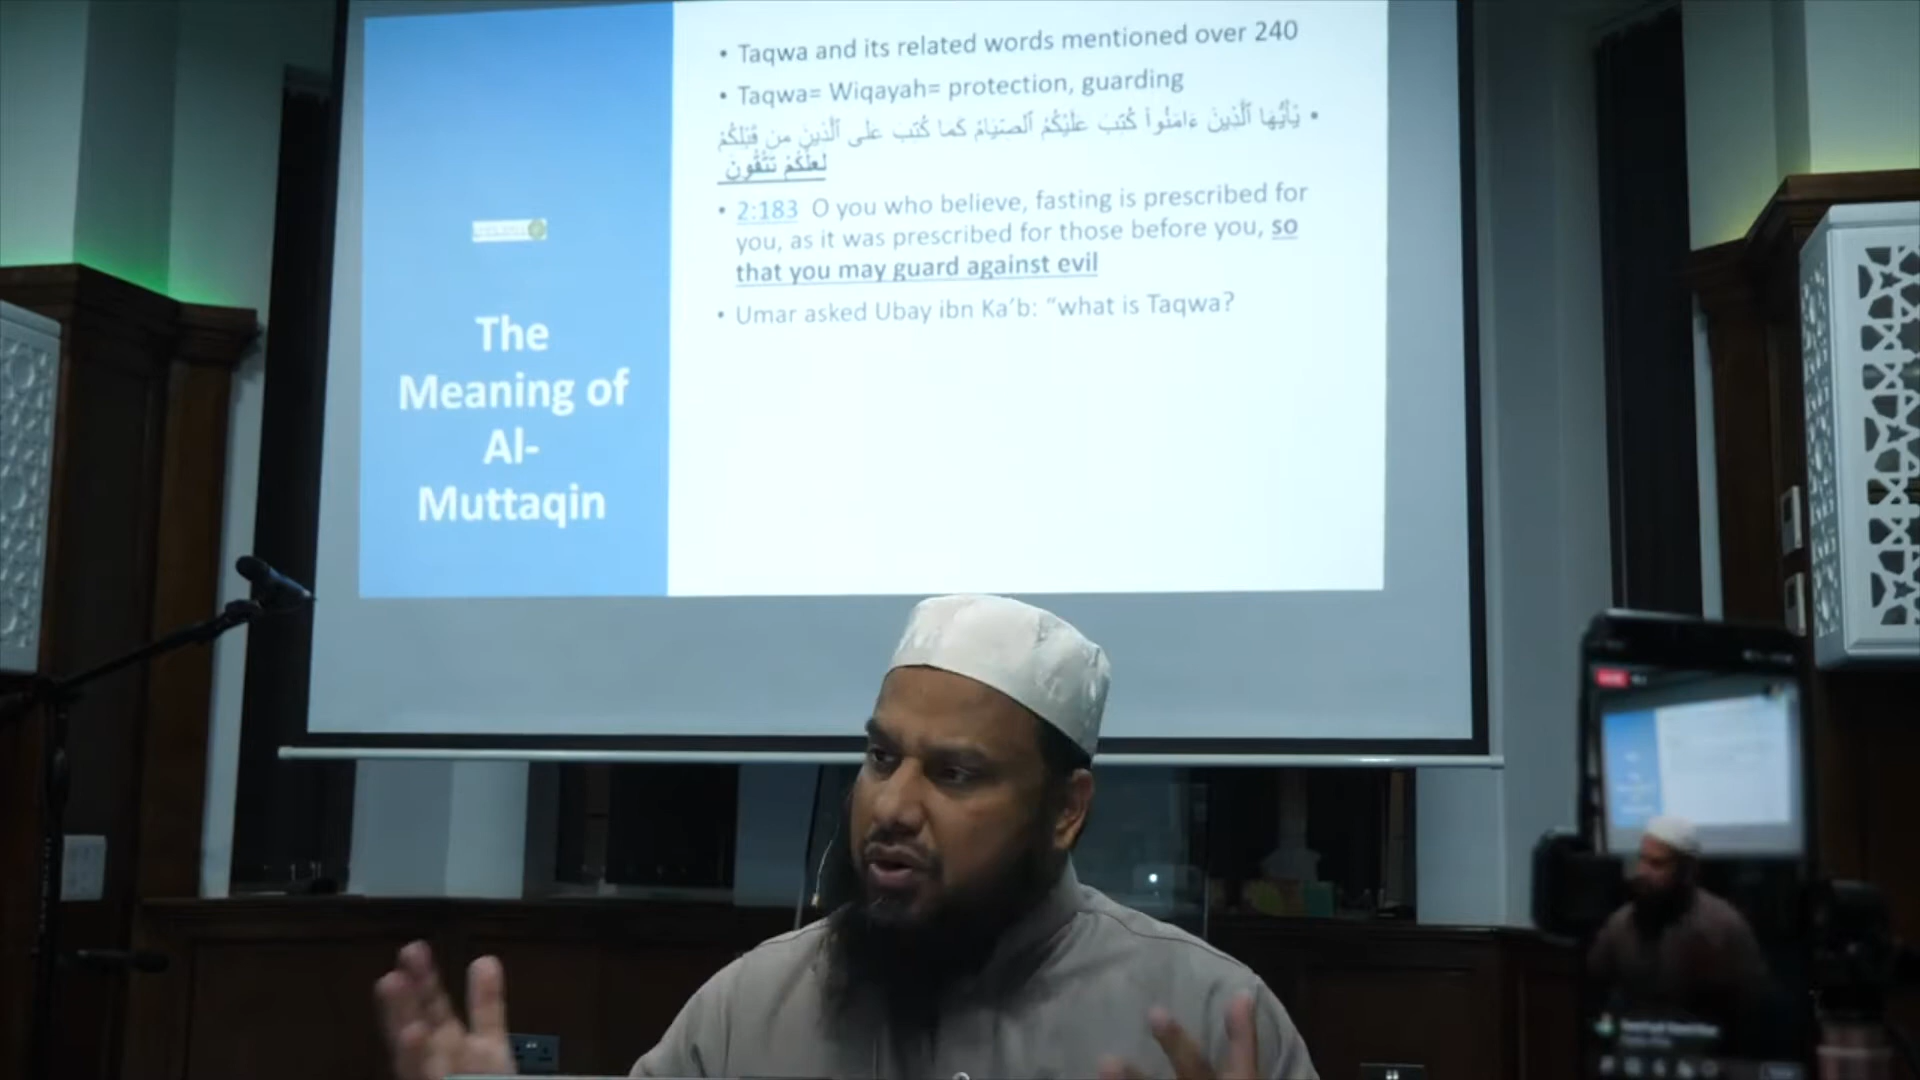 The
Meaning of
Al-
Muttaqin
• Taqwa and its related words mentioned over 240
• Taqwa= Wiqayah= protection, guarding
• يَٰٓأَيُّهَا ٱلَّذِينَ ءَامَنُوا۟ كُتِبَ عَلَيْكُمُ ٱلصِّيَامُ كَمَا كُتِبَ عَلَى ٱلَّذِينَ مِن قَبْلِكُمْ
لَعَلَّكُمْ تَتَّقُونَ
• 2:183 O you who believe, fasting is prescribed for
you, as it was prescribed for those before you, so
that you may guard against evil
• Umar asked Ubay ibn Ka’b: “what is Taqwa?